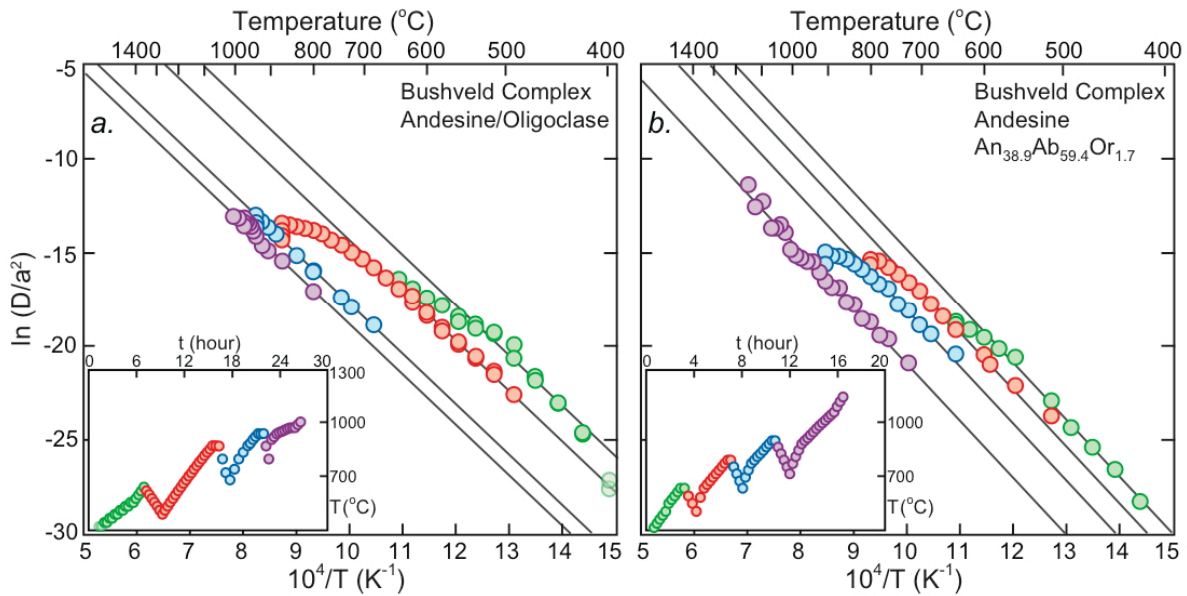 Temperature (°C)
1400 1000 800 700 600 500 400
-5
-10
-15
-20
-25
-30
ln (D/a²)
a.
Bushveld Complex
Andesine/Oligoclase
t (hour)
0 6 12 18 24 30
1300
1000
700
T(°C)
5 6 7 8 9 10 11 12 13 14 15
10⁴/T (K⁻¹)
Temperature (°C)
1400 1000 800 700 600 500 400
b.
Bushveld Complex
Andesine
An₃₈.₉Ab₅₉.₄Or₁.₇
t (hour)
0 4 8 12 16 20
1000
700
T(°C)
5 6 7 8 9 10 11 12 13 14 15
10⁴/T (K⁻¹)